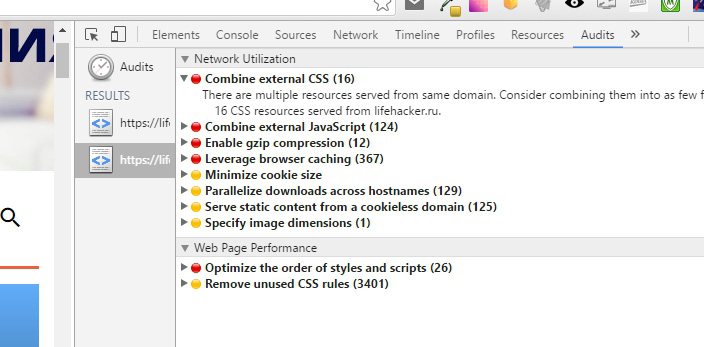 ия
Elements Console Sources Network Timeline Profiles Resources Audits »
Audits
RESULTS
https://life
https://life
Network Utilization
Combine external CSS (16)
There are multiple resources served from same domain. Consider combining them into as few f
16 CSS resources served from lifehacker.ru.
Combine external JavaScript (124)
Enable gzip compression (12)
Leverage browser caching (367)
Minimize cookie size
Parallelize downloads across hostnames (129)
Serve static content from a cookieless domain (125)
Specify image dimensions (1)
Web Page Performance
Optimize the order of styles and scripts (26)
Remove unused CSS rules (3401)